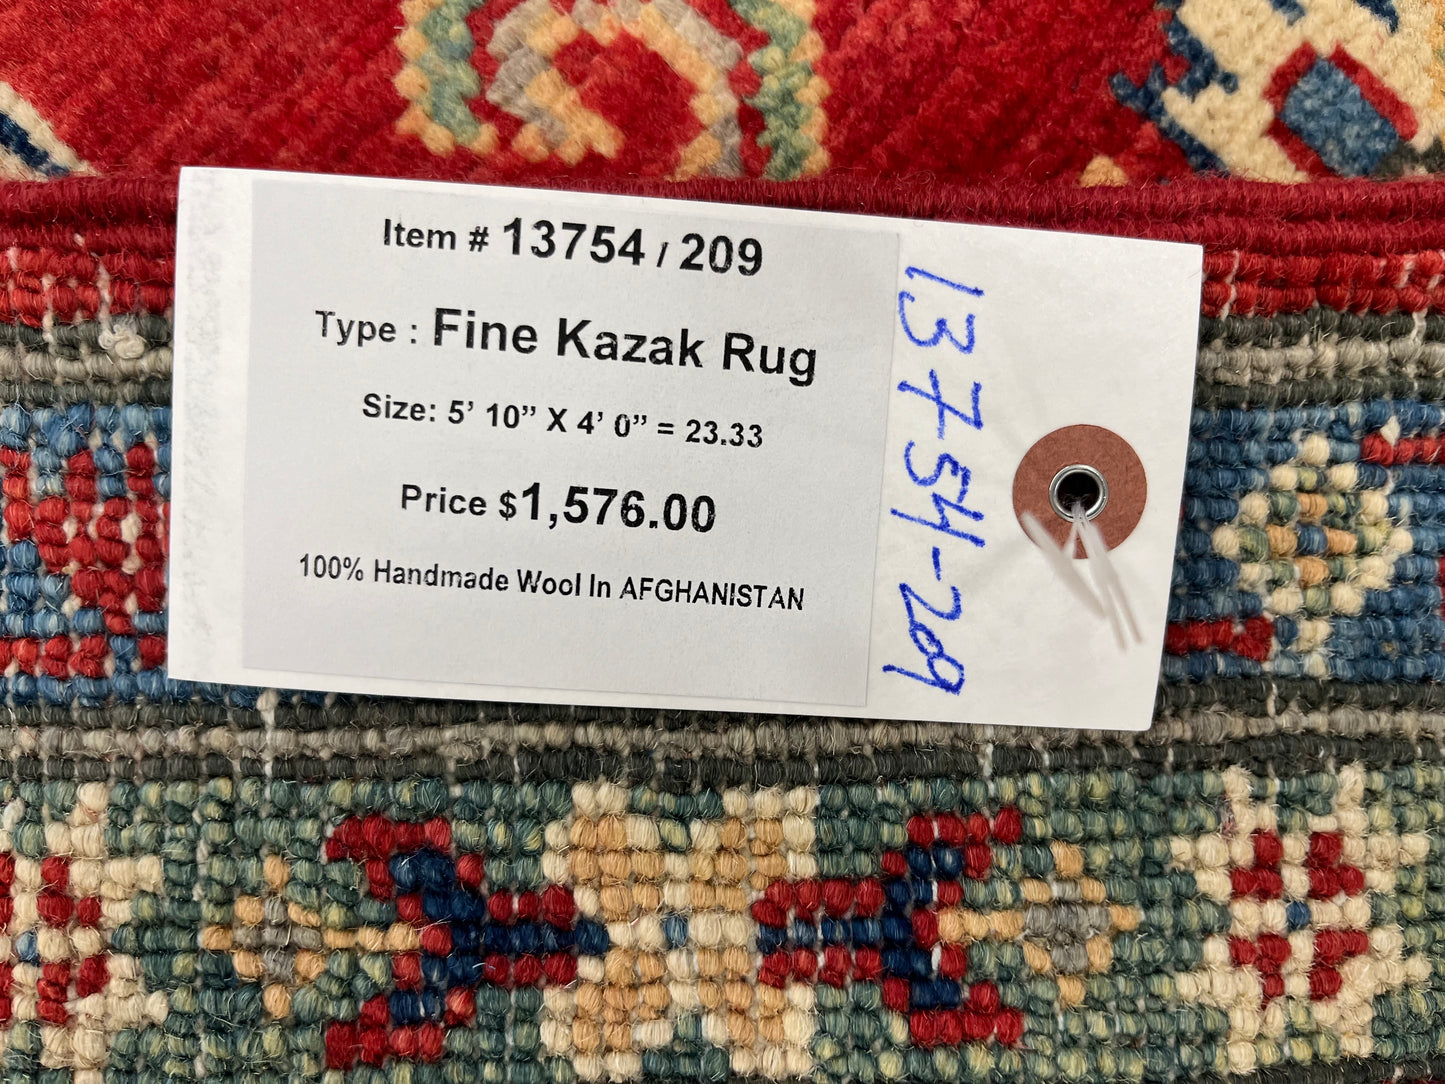 Item # 13754 / 209
Type : Fine Kazak Rug
Size: 5’ 10” X 4’ 0” = 23.33
Price $1,576.00
100% Handmade Wool In AFGHANISTAN
13754-209